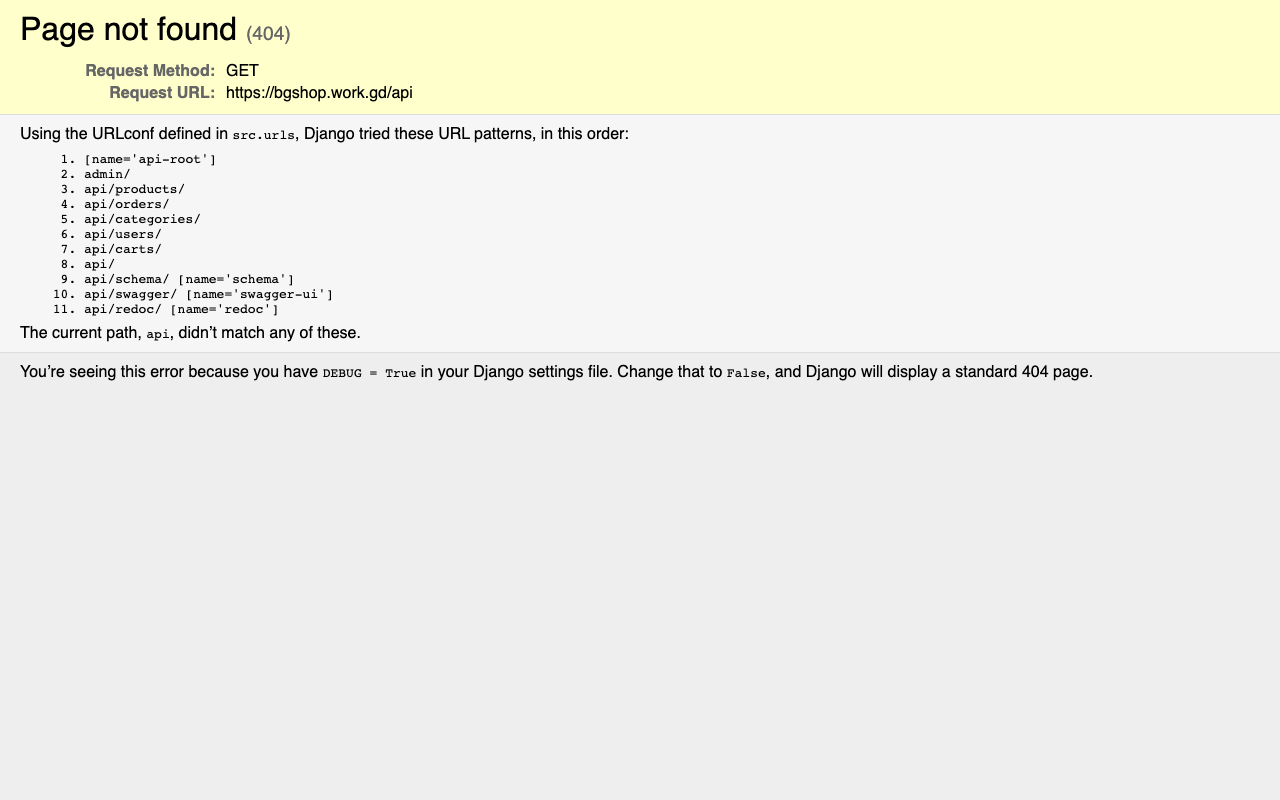 Page not found (404)
Request Method: GET
Request URL: https://bgshop.work.gd/api
Using the URLconf defined in src.urls, Django tried these URL patterns, in this order:
1. [name='api-root']
2. admin/
3. api/products/
4. api/orders/
5. api/categories/
6. api/users/
7. api/carts/
8. api/
9. api/schema/ [name='schema']
10. api/swagger/ [name='swagger-ui']
11. api/redoc/ [name='redoc']
The current path, api, didn’t match any of these.
You’re seeing this error because you have DEBUG = True in your Django settings file. Change that to False, and Django will display a standard 404 page.